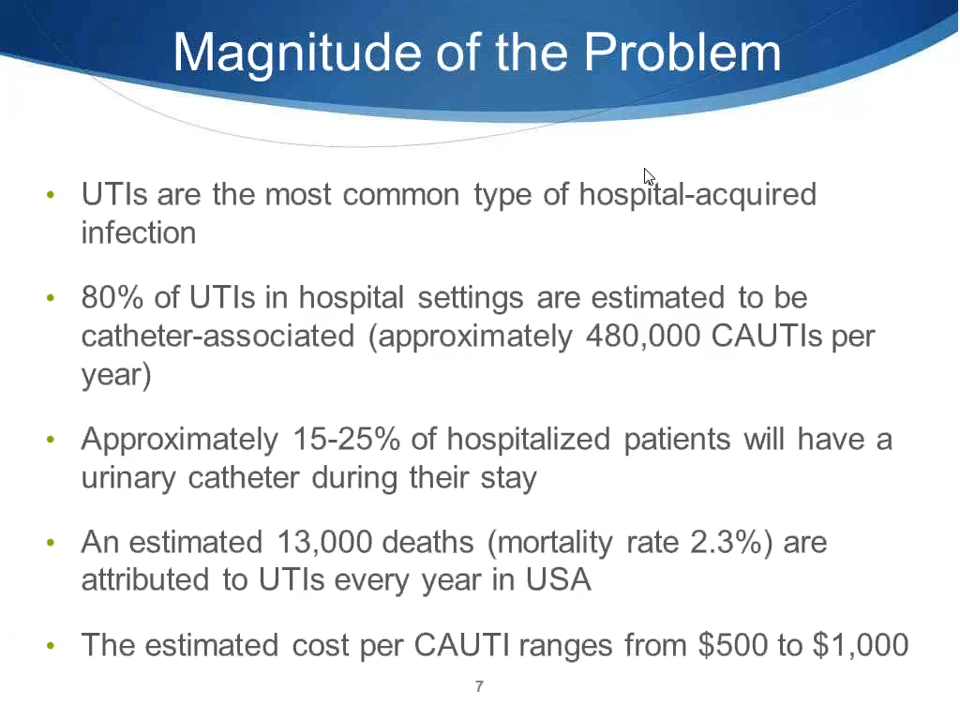 Magnitude of the Problem
• UTIs are the most common type of hospital-acquired
infection
• 80% of UTIs in hospital settings are estimated to be
catheter-associated (approximately 480,000 CAUTIs per
year)
• Approximately 15-25% of hospitalized patients will have a
urinary catheter during their stay
• An estimated 13,000 deaths (mortality rate 2.3%) are
attributed to UTIs every year in USA
• The estimated cost per CAUTI ranges from $500 to $1,000
7